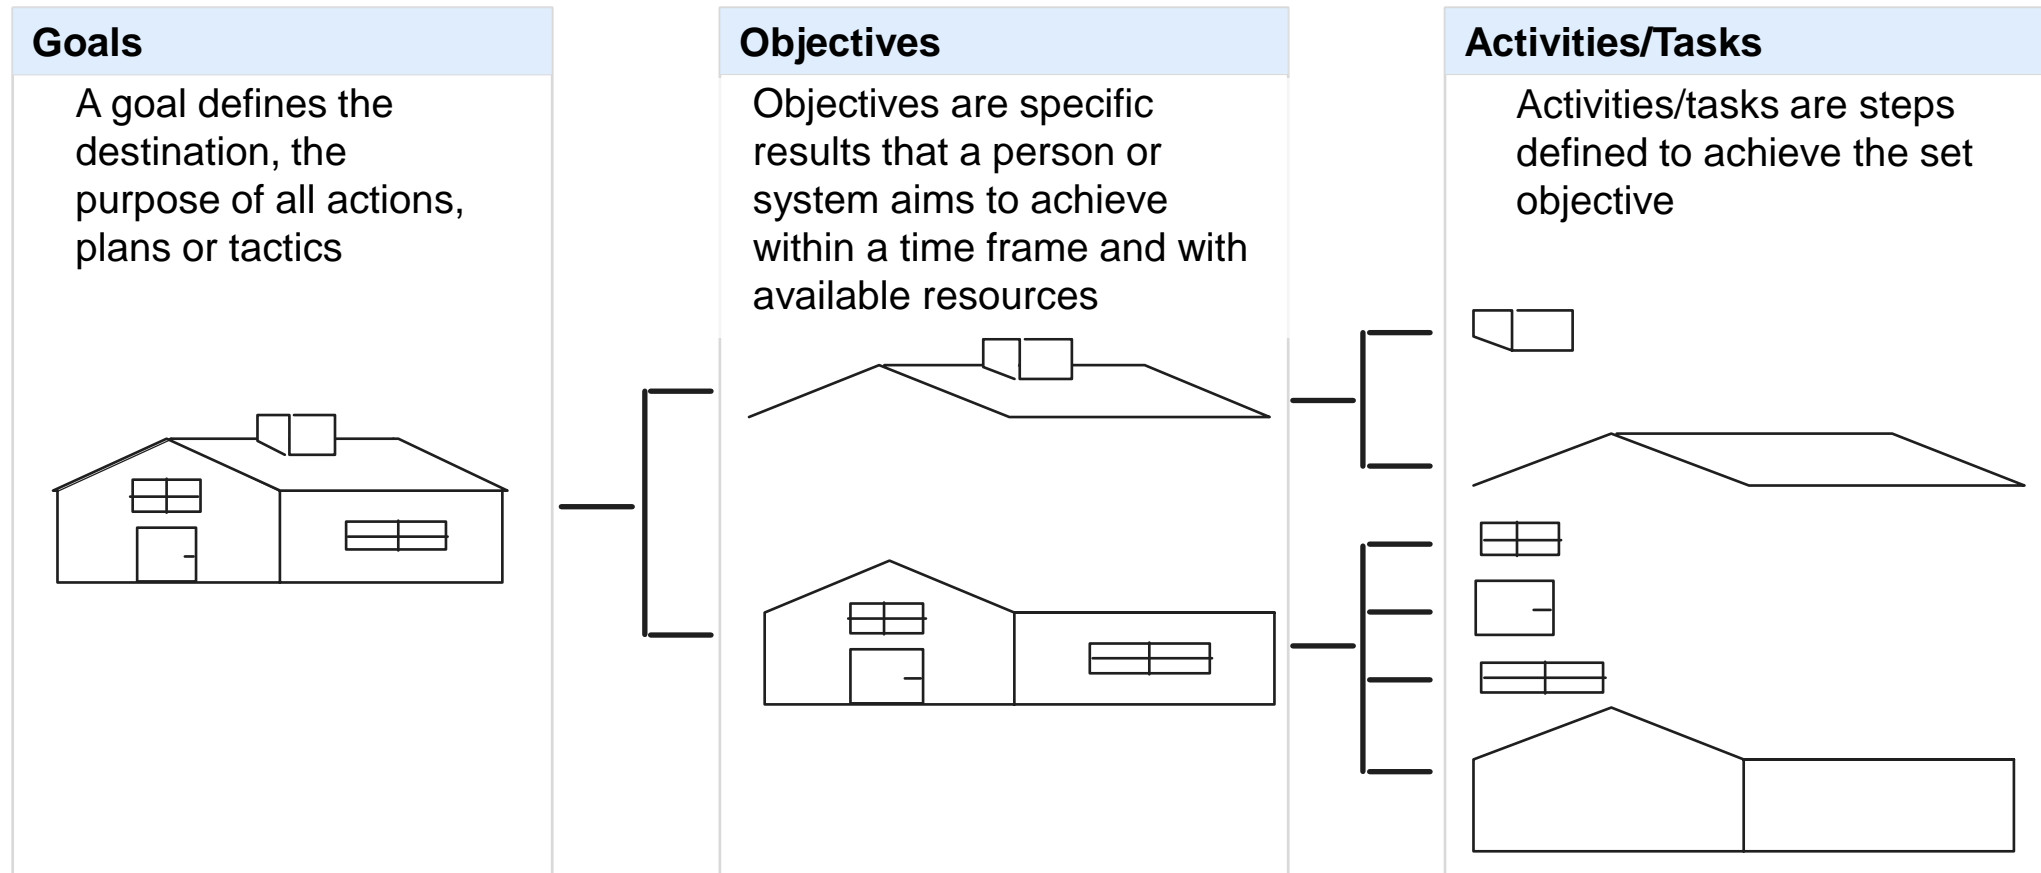 Goals
A goal defines the
destination, the
purpose of all actions,
plans or tactics
Objectives
Objectives are specific
results that a person or
system aims to achieve
within a time frame and with
available resources
Activities/Tasks
Activities/tasks are steps
defined to achieve the set
objective